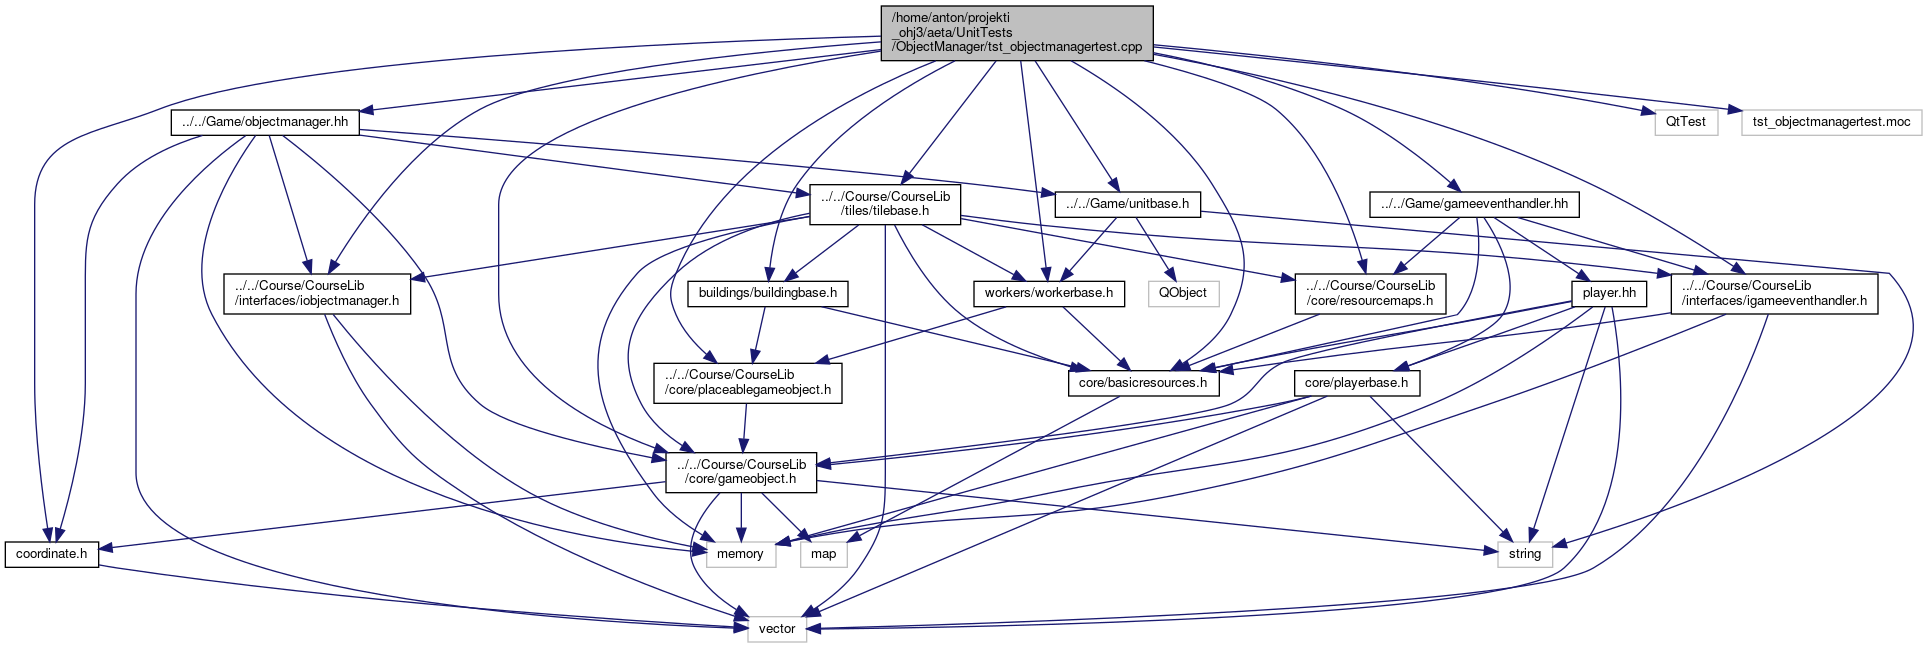 /home/anton/projekti
_ohj3/aeta/UnitTests
/ObjectManager/tst_objectmanagertest.cpp
../../Game/objectmanager.hh
QtTest
tst_objectmanagertest.moc
../../Course/CourseLib
/tiles/tilebase.h
../../Game/unitbase.h
../../Game/gameeventhandler.hh
../../Course/CourseLib
/interfaces/iobjectmanager.h
buildings/buildingbase.h
workers/workerbase.h
QObject
../../Course/CourseLib
/core/resourcemaps.h
player.hh
../../Course/CourseLib
/interfaces/igameeventhandler.h
../../Course/CourseLib
/core/placeablegameobject.h
core/basicresources.h
core/playerbase.h
../../Course/CourseLib
/core/gameobject.h
coordinate.h
memory
map
string
vector